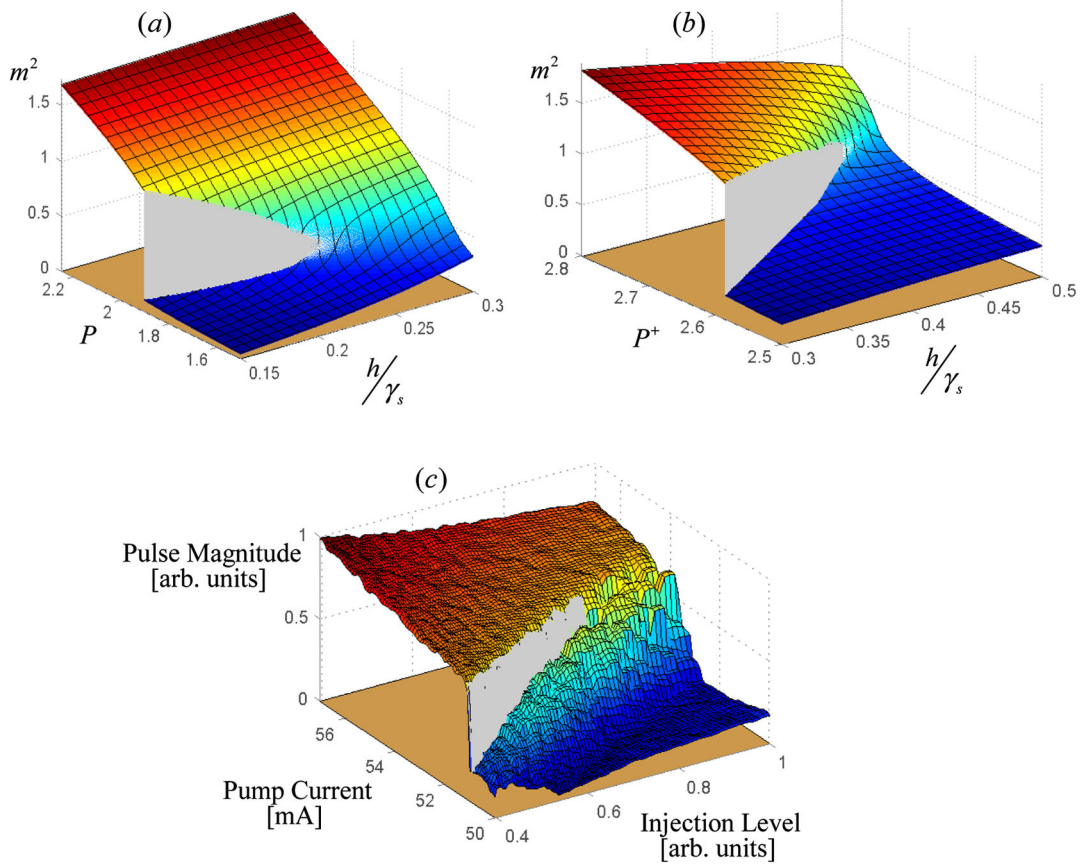 (a)
m²
1.5
1
0.5
0
2.2
2
1.8
1.6
P
0.15
0.2
0.25
0.3
h/γₛ
(b)
m²
1.5
1
0.5
0
2.8
2.7
2.6
2.5
P⁺
0.3
0.35
0.4
0.45
0.5
h/γₛ
(c)
Pulse Magnitude
[arb. units]
1
0.5
0
56
54
52
50
Pump Current
[mA]
0.4
0.6
0.8
1
Injection Level
[arb. units]